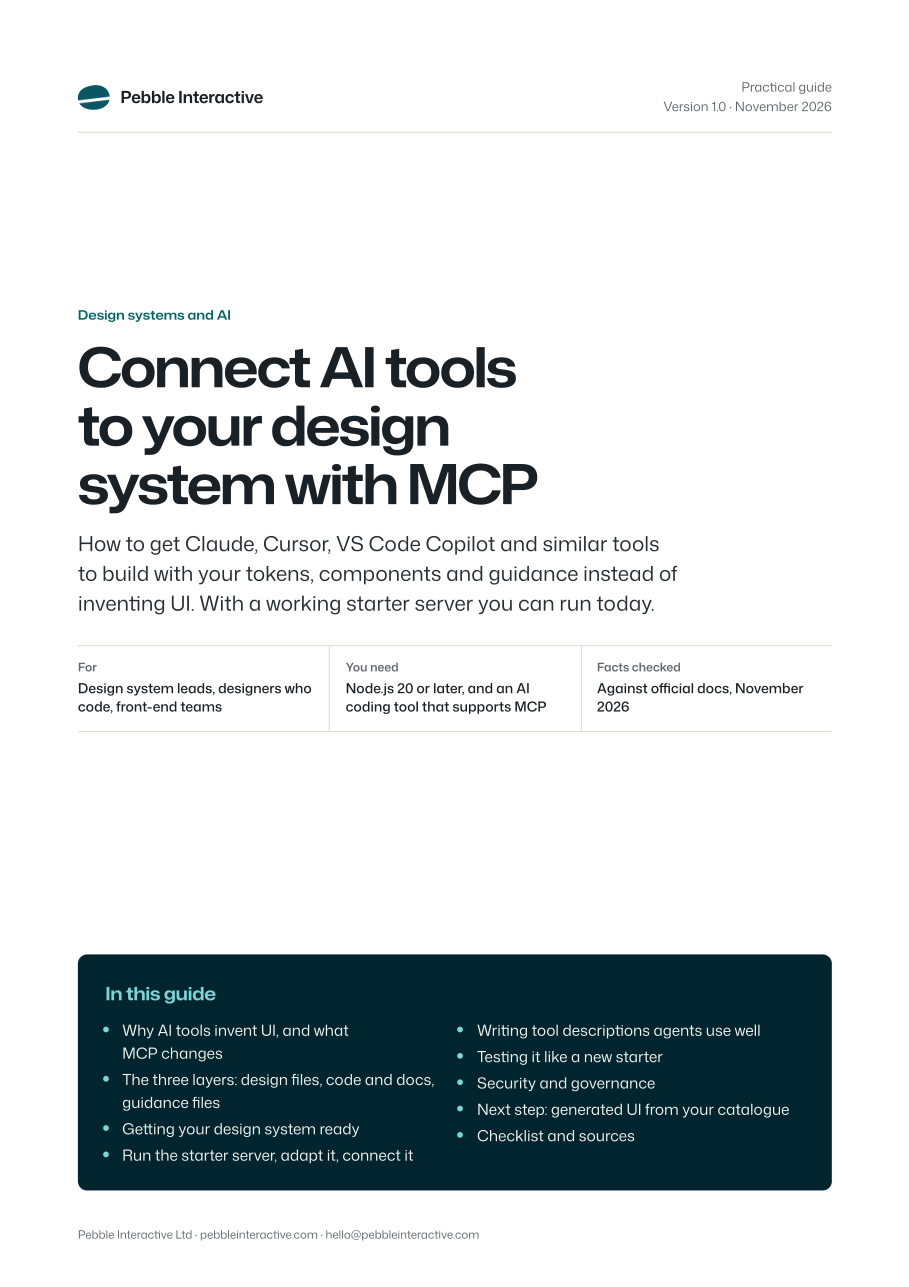 Pebble Interactive
Practical guide
Version 1.0 · November 2026
Design systems and AI
Connect AI tools
to your design
system with MCP
How to get Claude, Cursor, VS Code Copilot and similar tools
to build with your tokens, components and guidance instead of
inventing UI. With a working starter server you can run today.
For
Design system leads, designers who
code, front-end teams
You need
Node.js 20 or later, and an AI
coding tool that supports MCP
Facts checked
Against official docs, November
2026
In this guide
• Why AI tools invent UI, and what
MCP changes
• The three layers: design files, code and docs,
guidance files
• Getting your design system ready
• Run the starter server, adapt it, connect it
• Writing tool descriptions agents use well
• Testing it like a new starter
• Security and governance
• Next step: generated UI from your catalogue
• Checklist and sources
Pebble Interactive Ltd · pebbleinteractive.com · hello@pebbleinteractive.com